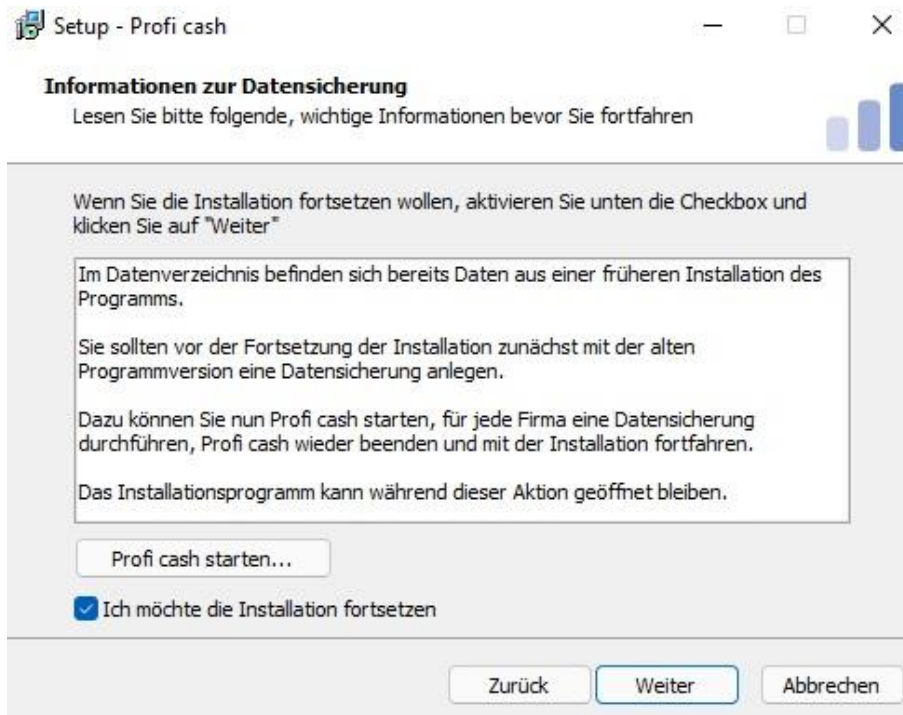 Setup - Profi cash
Informationen zur Datensicherung
Lesen Sie bitte folgende, wichtige Informationen bevor Sie fortfahren
Wenn Sie die Installation fortsetzen wollen, aktivieren Sie unten die Checkbox und
klicken Sie auf "Weiter"
Im Datenverzeichnis befinden sich bereits Daten aus einer früheren Installation des
Programms.
Sie sollten vor der Fortsetzung der Installation zunächst mit der alten
Programmversion eine Datensicherung anlegen.
Dazu können Sie nun Profi cash starten, für jede Firma eine Datensicherung
durchführen, Profi cash wieder beenden und mit der Installation fortfahren.
Das Installationsprogramm kann während dieser Aktion geöffnet bleiben.
Profi cash starten...
Ich möchte die Installation fortsetzen
Zurück Weiter Abbrechen